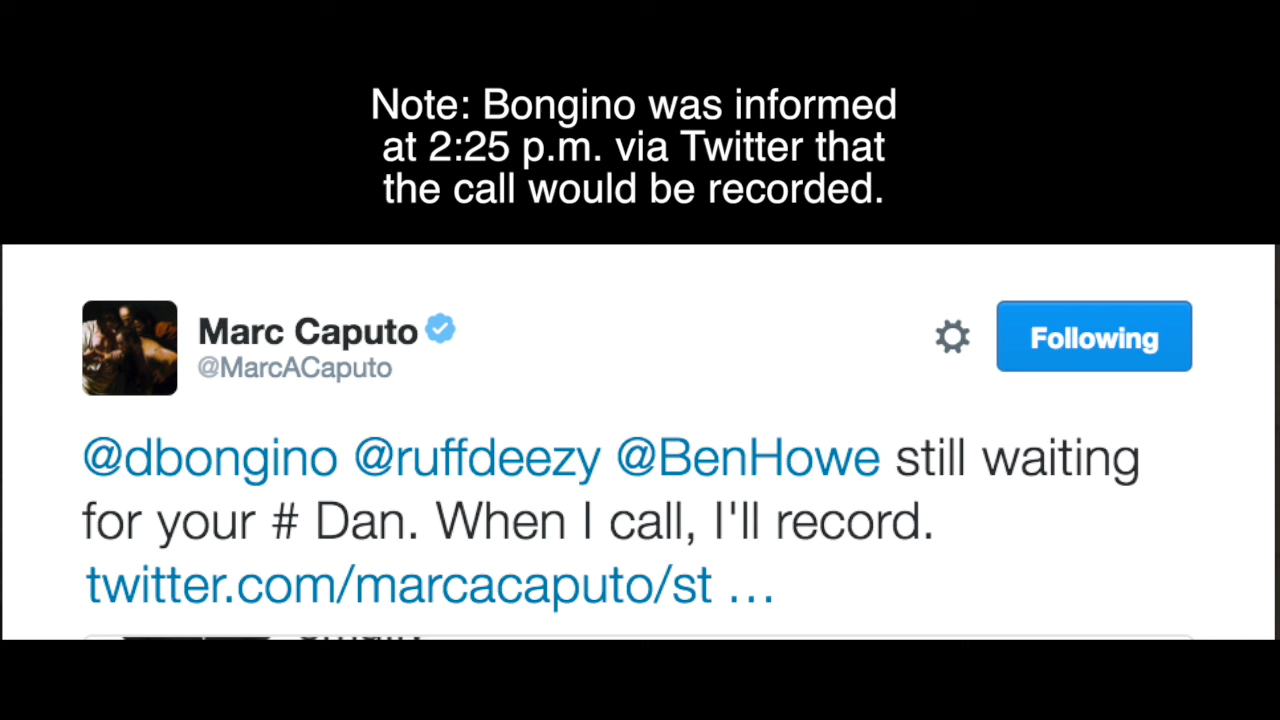 Note: Bongino was informed
at 2:25 p.m. via Twitter that
the call would be recorded.
Marc Caputo
@MarcACaputo
Following
@dbongino @ruffdeezy @BenHowe still waiting
for your # Dan. When I call, I'll record.
twitter.com/marcacaputo/st ...